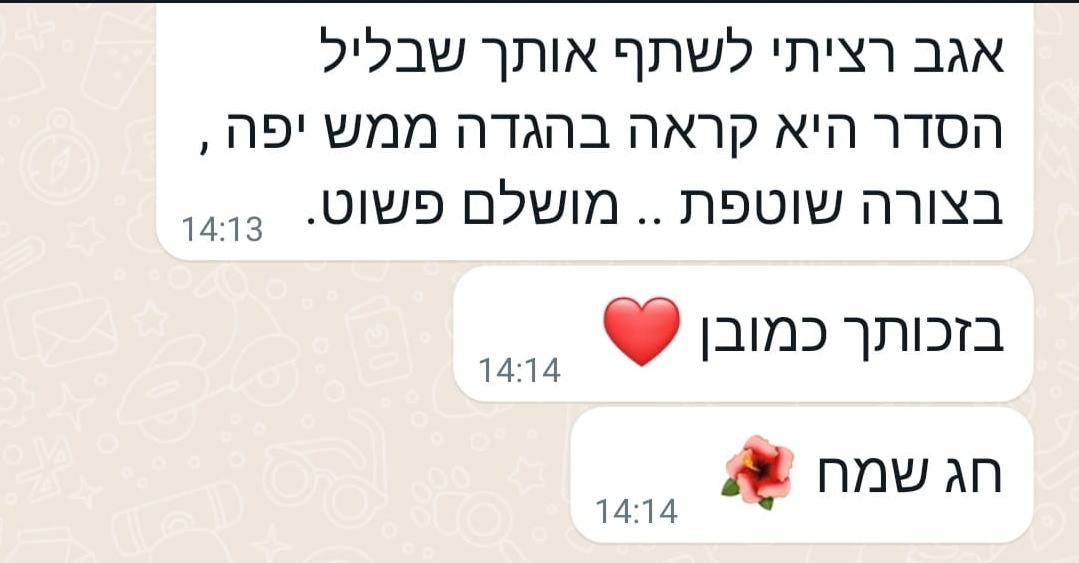 אגב רציתי לשתף אותך שבליל
הסדר היא קראה בהגדה ממש יפה ,
בצורה שוטפת .. מושלם פשוט.
14:13
בזכותך כמובן ❤️
14:14
חג שמח 🌺
14:14